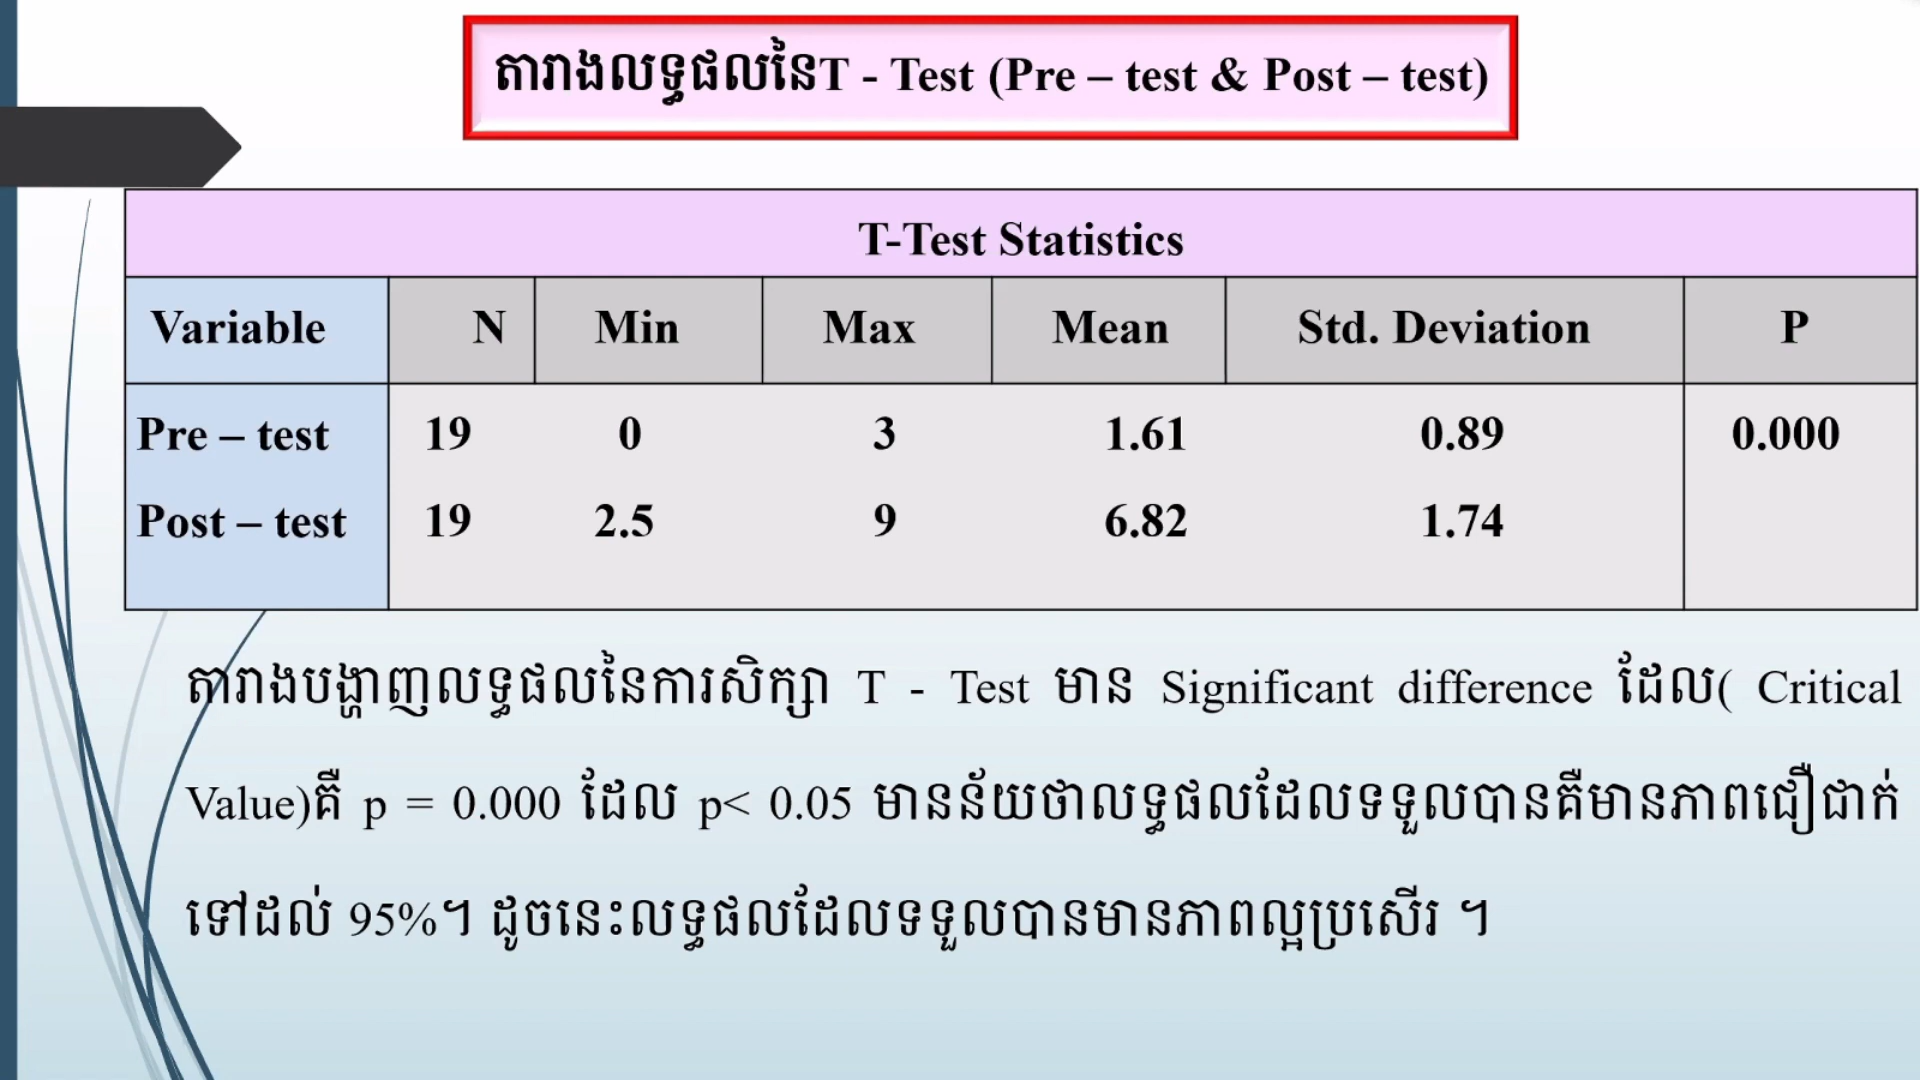 តារាងលទ្ធផលនៃT - Test (Pre – test & Post – test)
T-Test Statistics
Variable N Min Max Mean Std. Deviation P
Pre – test 19 0 3 1.61 0.89 0.000
Post – test 19 2.5 9 6.82 1.74
តារាងបង្ហាញលទ្ធផលនៃការសិក្សា T - Test មាន Significant difference ដែល( Critical
Value)គឺ p = 0.000 ដែល p< 0.05 មានន័យថាលទ្ធផលដែលទទួលបានគឺមានភាពជឿជាក់
ទៅដល់ 95%។ ដូចនេះលទ្ធផលដែលទទួលបានមានភាពល្អប្រសើរ ។